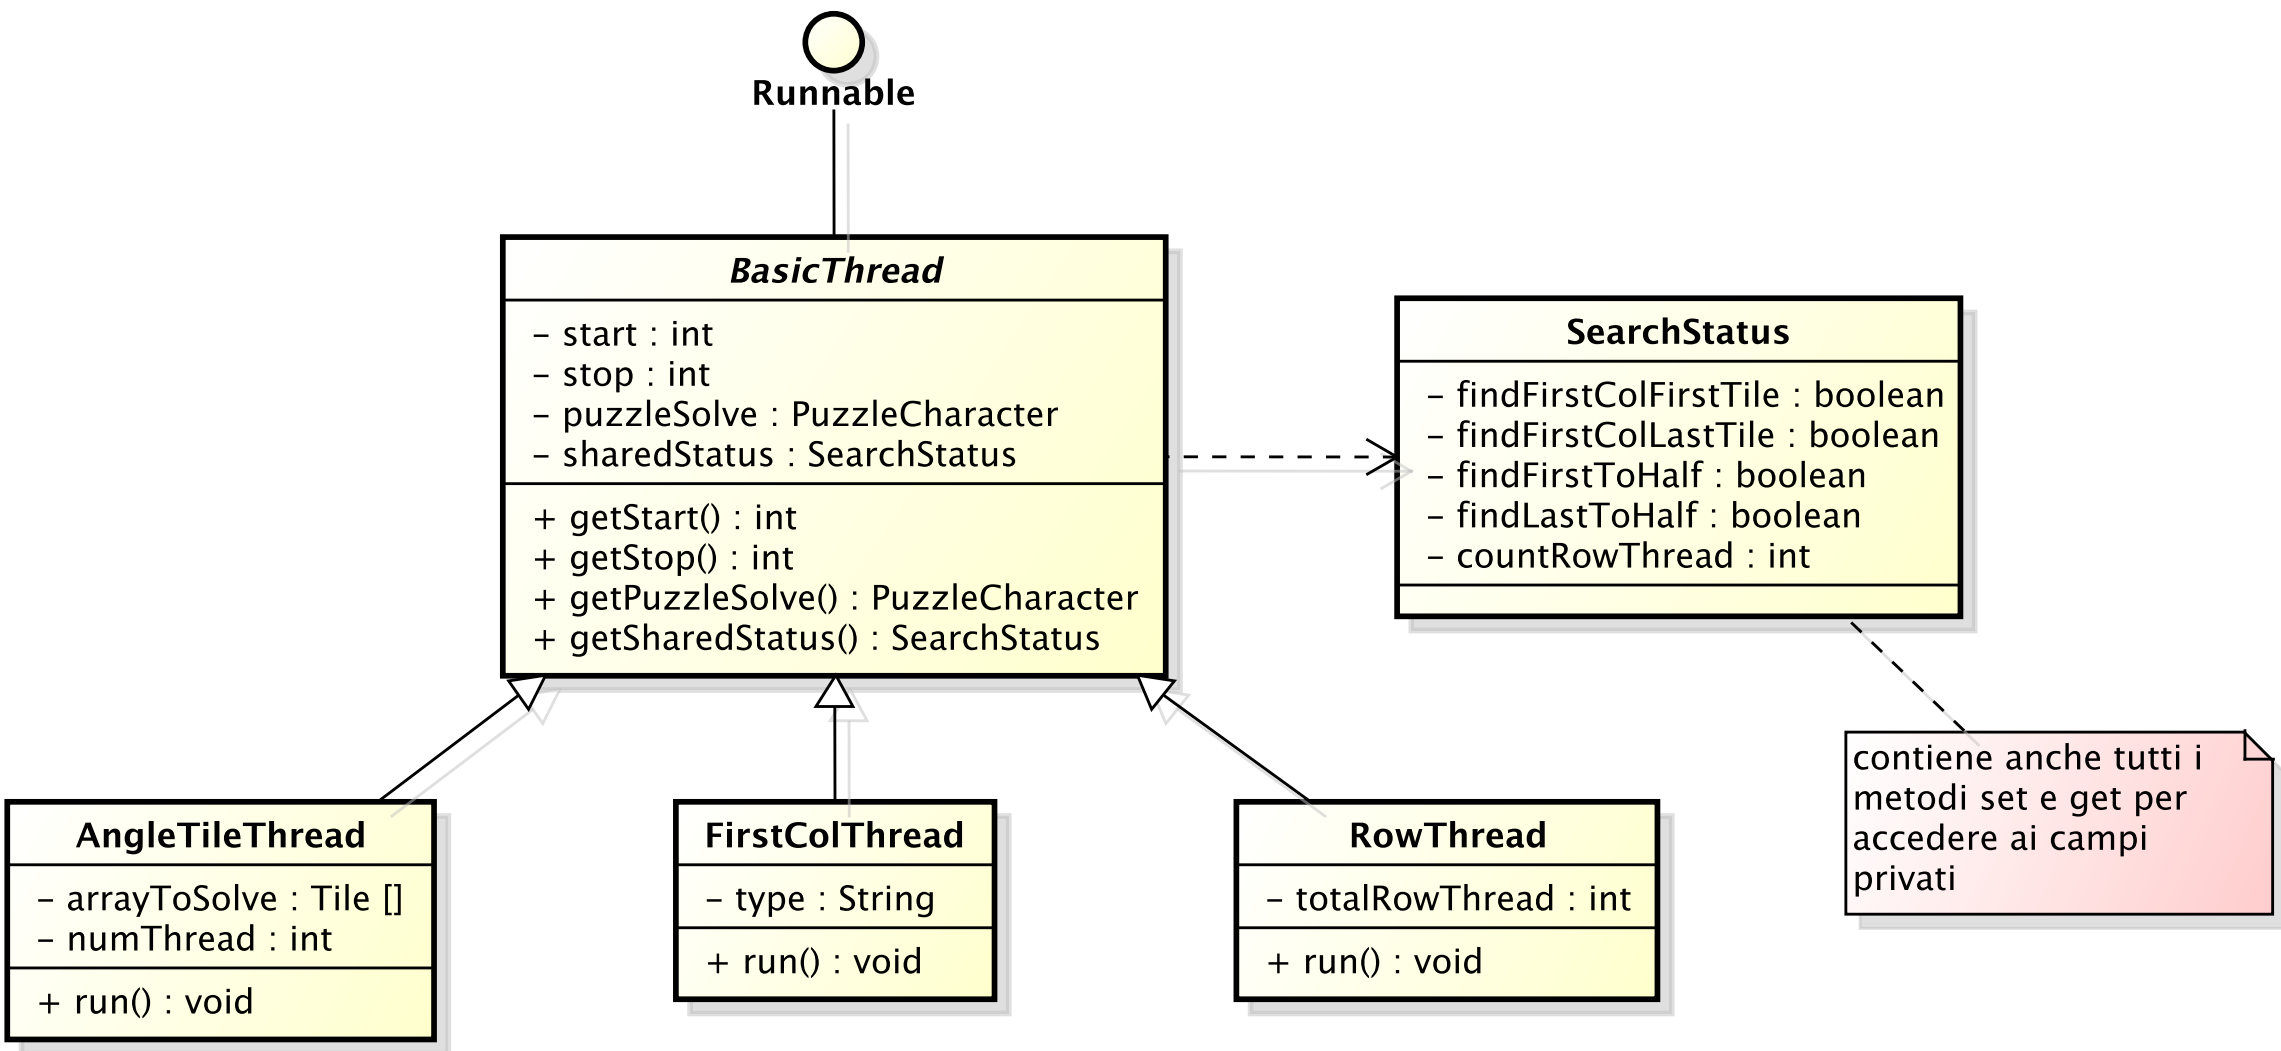 Runnable
BasicThread
– start : int
– stop : int
– puzzleSolve : PuzzleCharacter
– sharedStatus : SearchStatus
+ getStart() : int
+ getStop() : int
+ getPuzzleSolve() : PuzzleCharacter
+ getSharedStatus() : SearchStatus
SearchStatus
– findFirstColFirstTile : boolean
– findFirstColLastTile : boolean
– findFirstToHalf : boolean
– findLastToHalf : boolean
– countRowThread : int
AngleTileThread
– arrayToSolve : Tile []
– numThread : int
+ run() : void
FirstColThread
– type : String
+ run() : void
RowThread
– totalRowThread : int
+ run() : void
contiene anche tutti i
metodi set e get per
accedere ai campi
privati